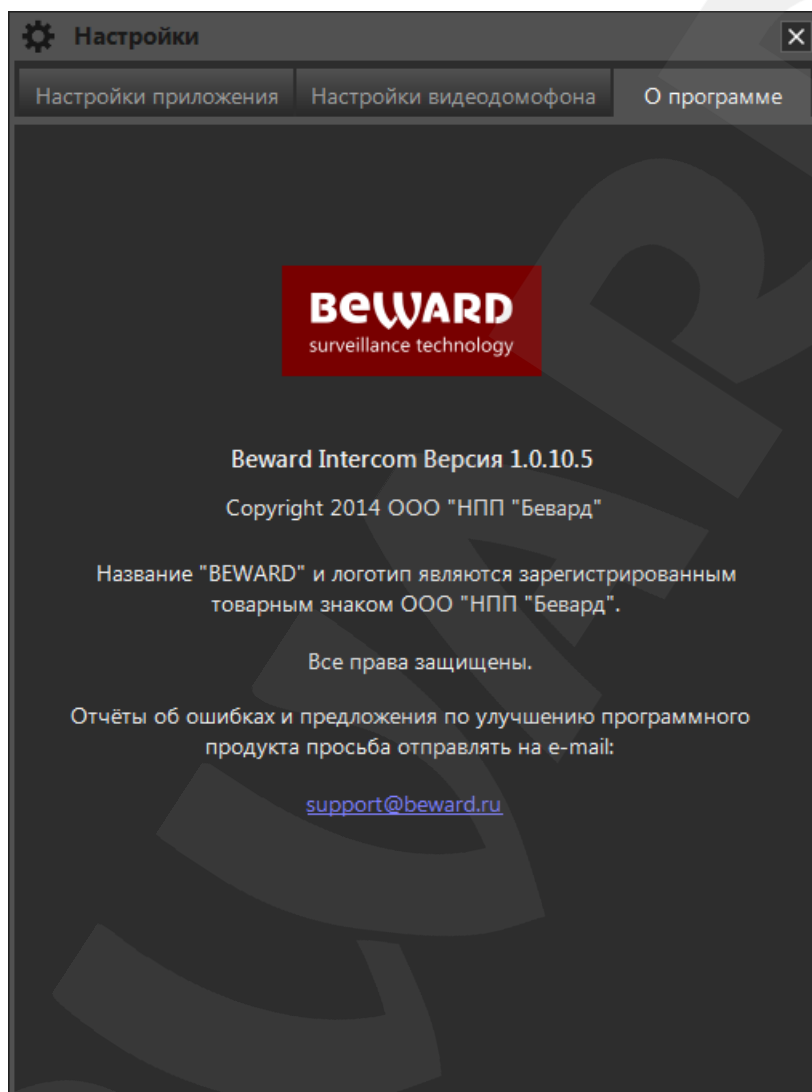 Настройки
Настройки приложения Настройки видеодомофона О программе
BEWARD
surveillance technology
Beward Intercom Версия 1.0.10.5
Copyright 2014 ООО "НПП "Бевард"
Название "BEWARD" и логотип являются зарегистрированным
товарным знаком ООО "НПП "Бевард".
Все права защищены.
Отчёты об ошибках и предложения по улучшению программного
продукта просьба отправлять на e-mail:
support@beward.ru